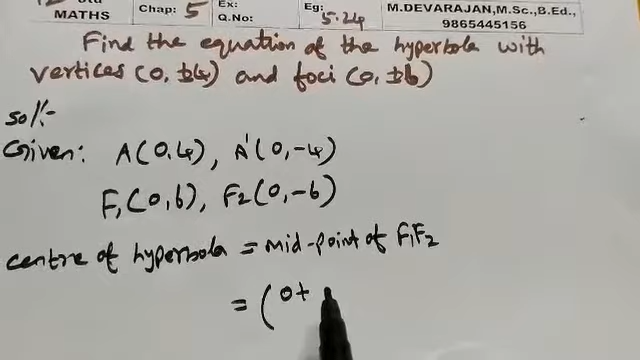 MATHS
Chap: 5
Ex:
Q.No:
Eg:
5.24
M.DEVARAJAN,M.Sc.,B.Ed.,
9865445156
Find the equation of the hyperbola with
vertices (0, ±4) and foci (0, ±6)
Sol:-
Given: A(0,4), A'(0,-4)
F₁(0,6), F2(0,-6)
centre of hyperbola = mid-point of F₁F₂
= (0+